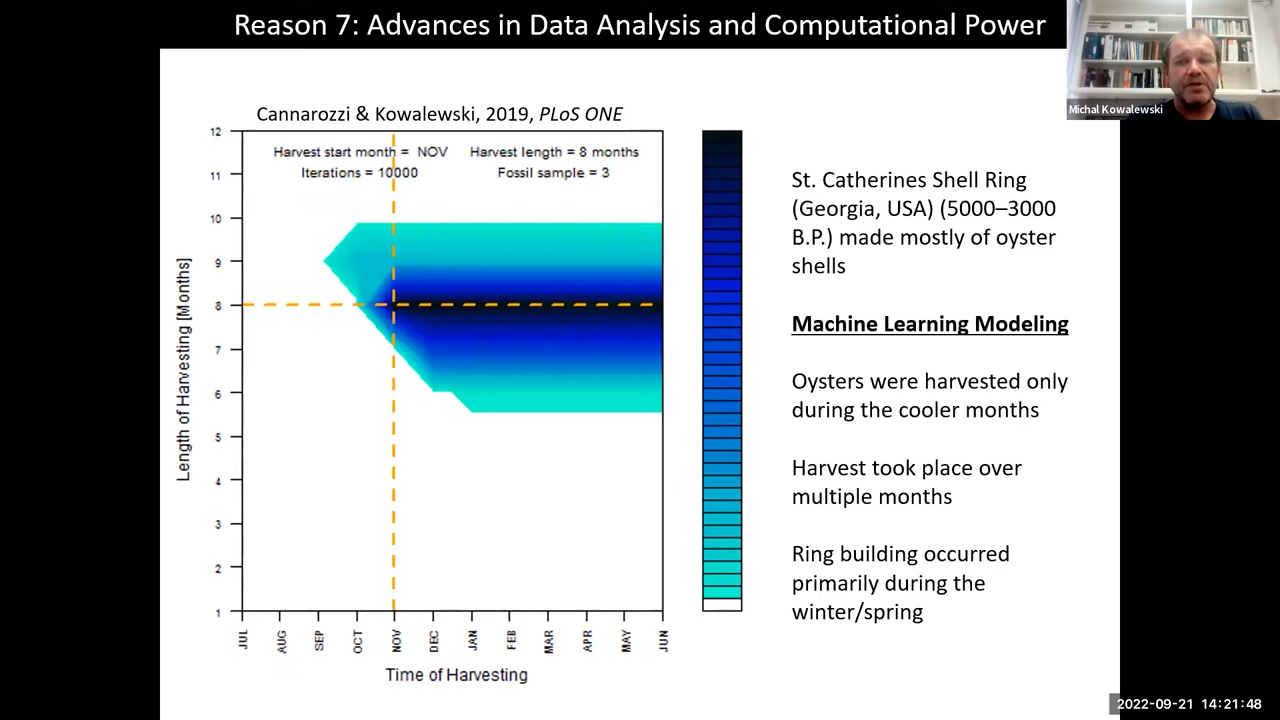 Reason 7: Advances in Data Analysis and Computational Power
Michal Kowalewski
Cannarozzi & Kowalewski, 2019, PLoS ONE
Harvest start month = NOV
Harvest length = 8 months
Iterations = 10000
Fossil sample = 3
Length of Harvesting [Months]
12
11
10
9
8
7
6
5
4
3
2
1
JUL
AUG
SEP
OCT
NOV
DEC
JAN
FEB
MAR
APR
MAY
JUN
Time of Harvesting
St. Catherines Shell Ring
(Georgia, USA) (5000–3000
B.P.) made mostly of oyster
shells
Machine Learning Modeling
Oysters were harvested only
during the cooler months
Harvest took place over
multiple months
Ring building occurred
primarily during the
winter/spring
2022-09-21 14:21:48